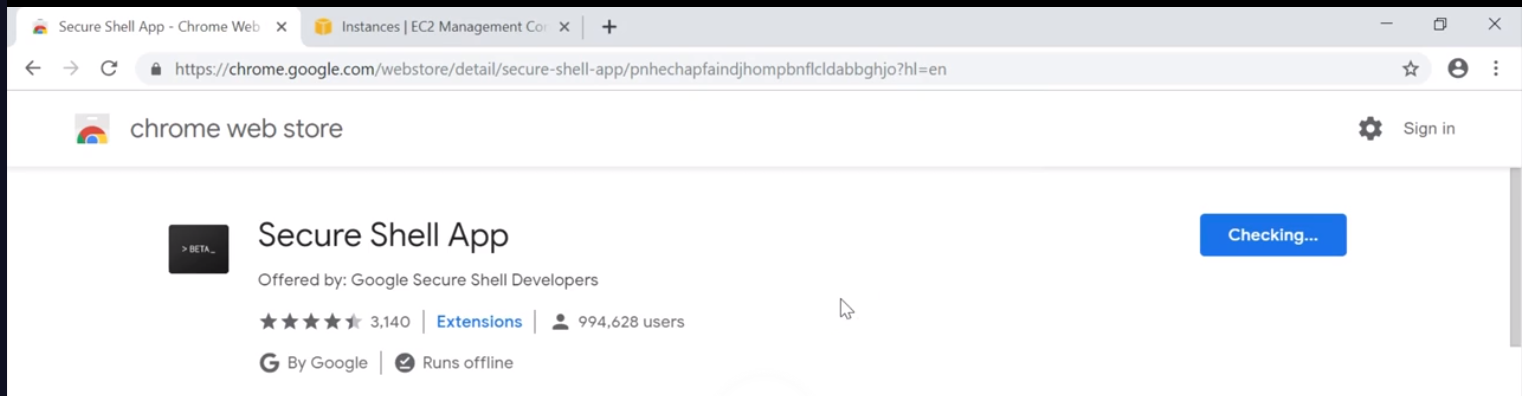 Secure Shell App - Chrome Web
Instances | EC2 Management Co
https://chrome.google.com/webstore/detail/secure-shell-app/pnhechapfaindjhompbnflcldabbghjo?hl=en
chrome web store
Sign in
> BETA_
Secure Shell App
Checking...
Offered by: Google Secure Shell Developers
3,140 | Extensions | 994,628 users
By Google | Runs offline